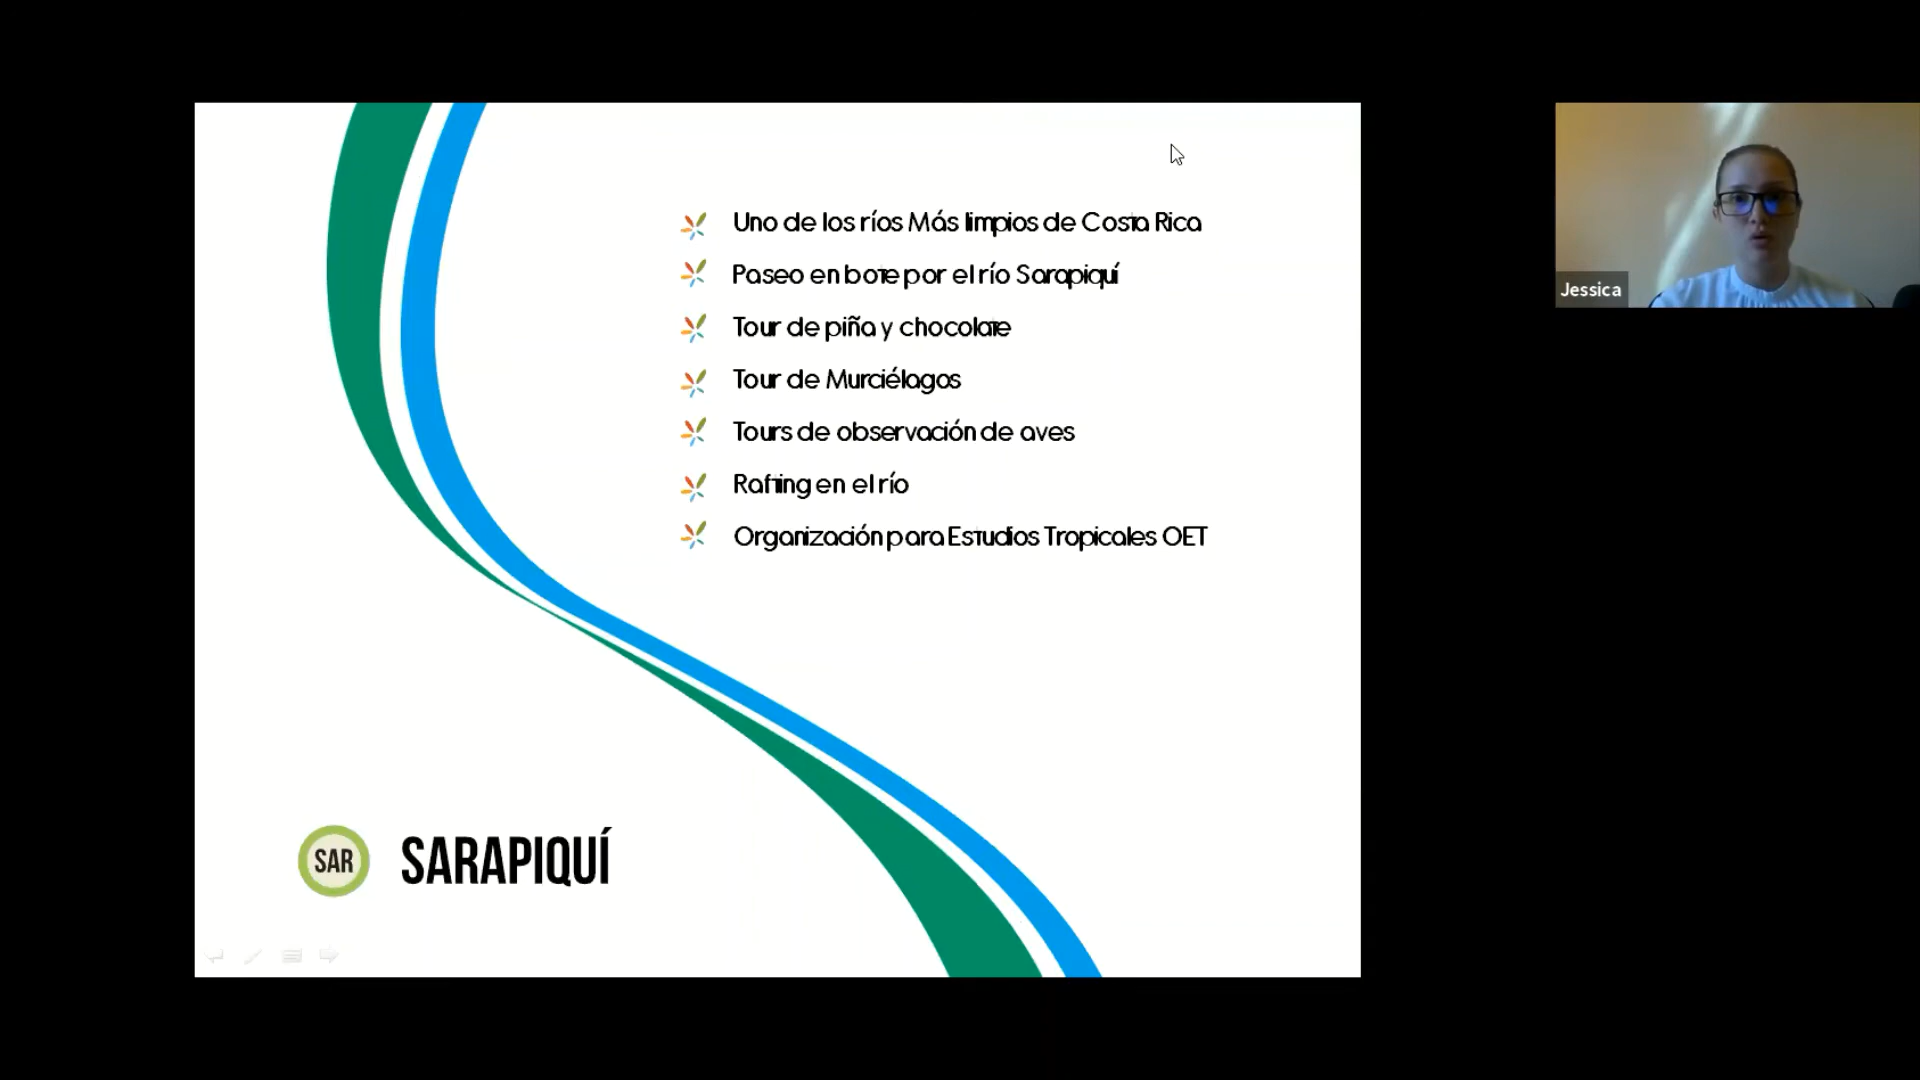 Uno de los ríos Más limpios de Costa Rica
Paseo en bote por el río Sarapiquí
Tour de piña y chocolate
Tour de Murciélagos
Tours de observación de aves
Rafting en el río
Organización para Estudios Tropicales OET
Jessica
SAR
SARAPIQUÍ